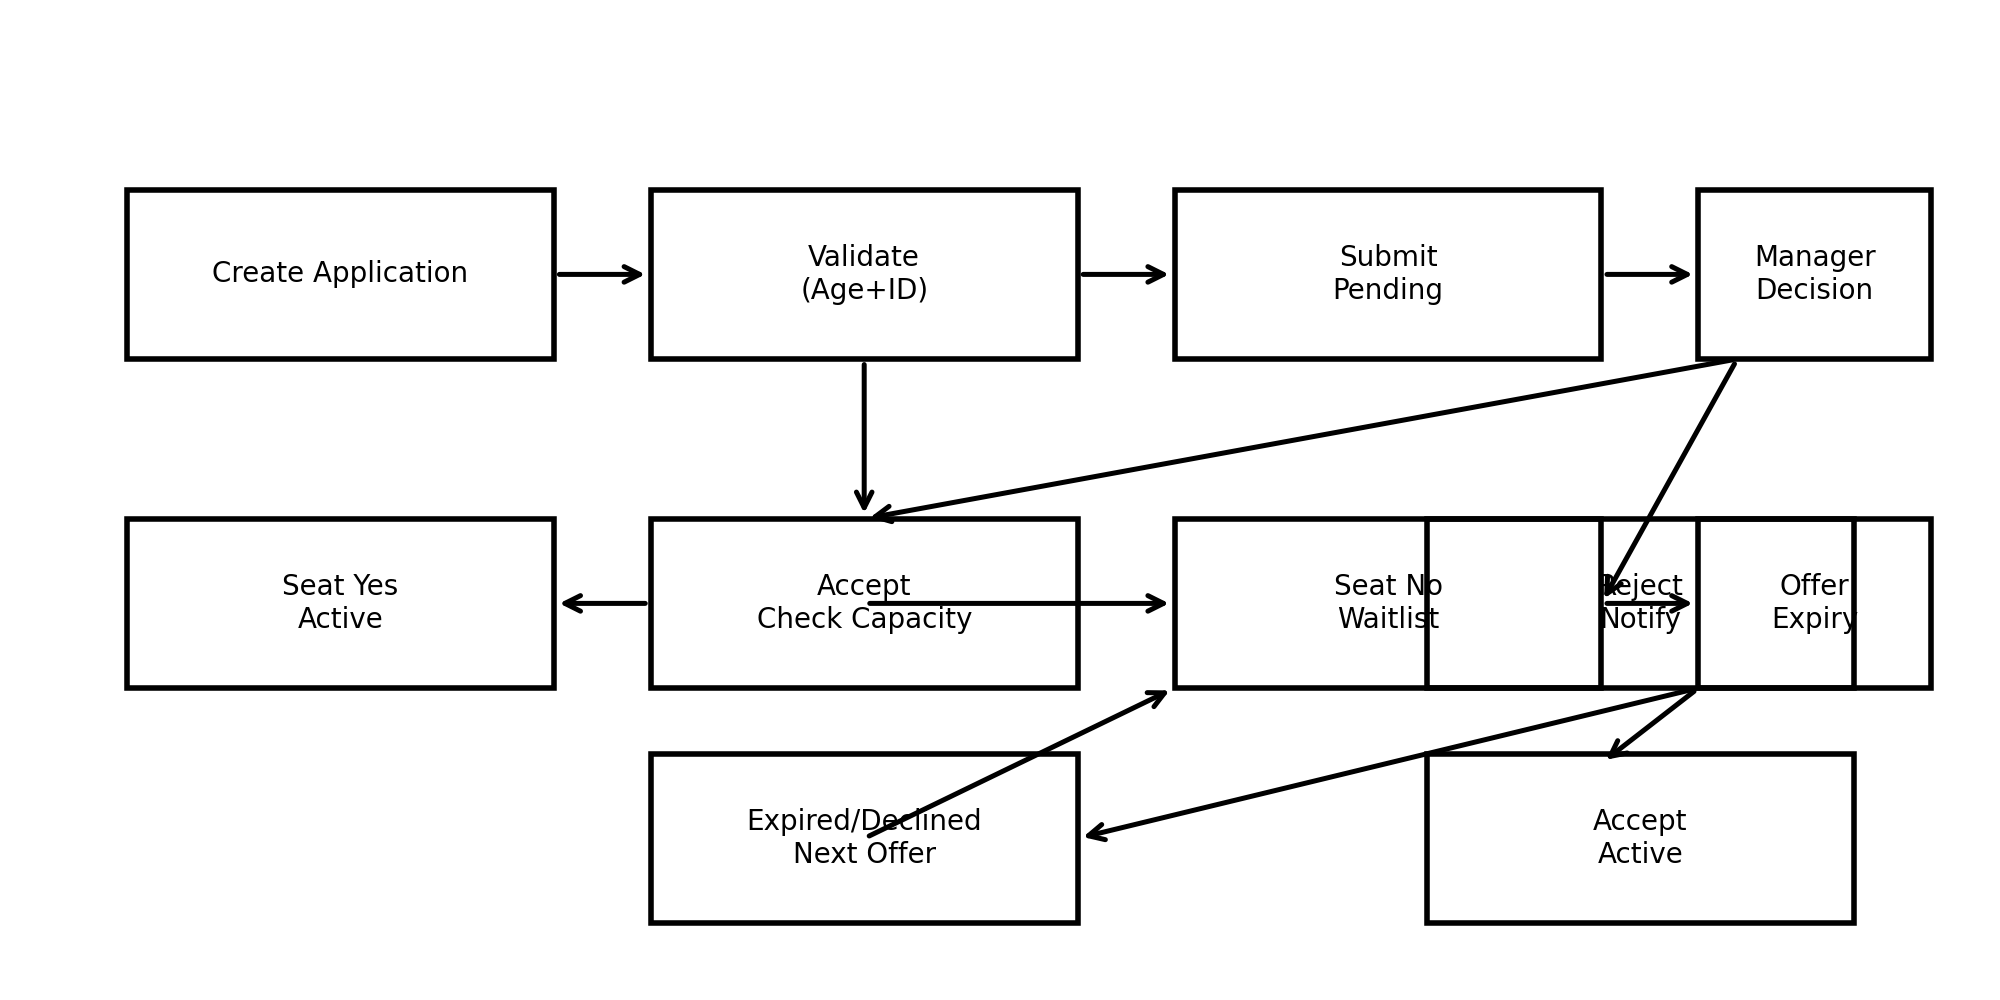 Create Application
Validate
(Age+ID)
Submit
Pending
Manager
Decision
Seat Yes
Active
Accept
Check Capacity
Seat No
Waitlist
Reject
Notify
Offer
Expiry
Expired/Declined
Next Offer
Accept
Active